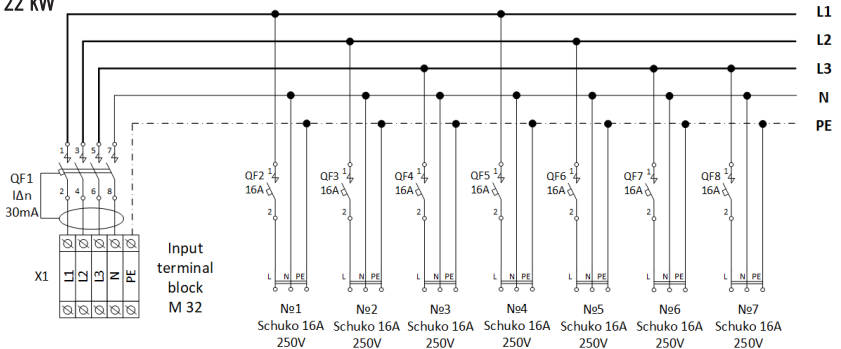 22 kW
L1
L2
L3
N
PE
1 3 5 7
QF1
IΔn
30mA
2 4 6 8
QF2 1
16A
2
QF3 1
16A
2
QF4 1
16A
2
QF5 1
16A
2
QF6 1
16A
2
QF7 1
16A
2
QF8 1
16A
2
X1
L1 L2 L3 N PE
Input
terminal
block
M 32
L N PE L N PE L N PE L N PE L N PE L N PE L N PE
№1 №2 №3 №4 №5 №6 №7
Schuko 16A Schuko 16A Schuko 16A Schuko 16A Schuko 16A Schuko 16A Schuko 16A
250V 250V 250V 250V 250V 250V 250V